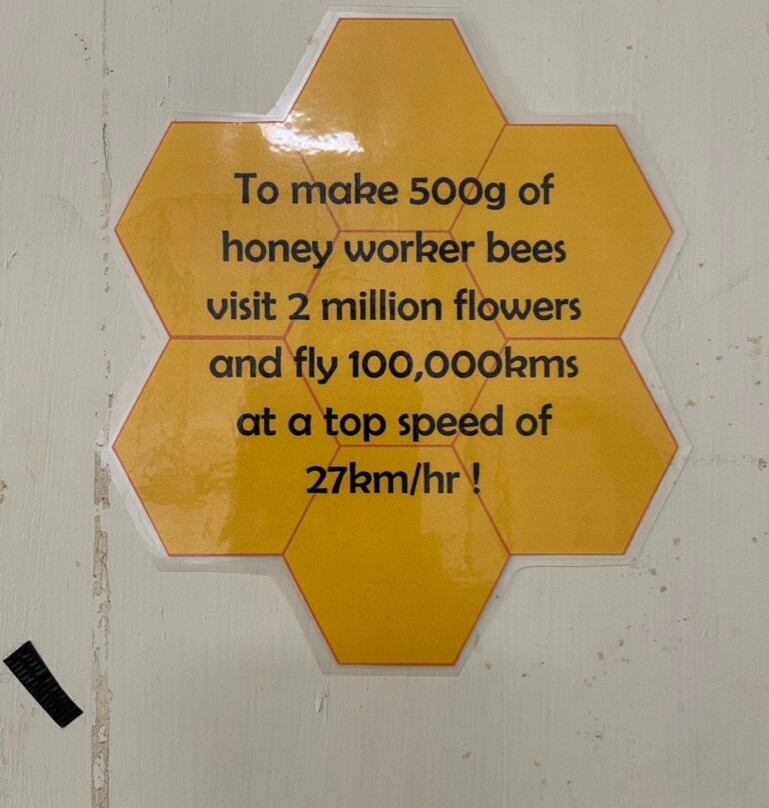 To make 500g of
honey worker bees
visit 2 million flowers
and fly 100,000kms
at a top speed of
27km/hr !